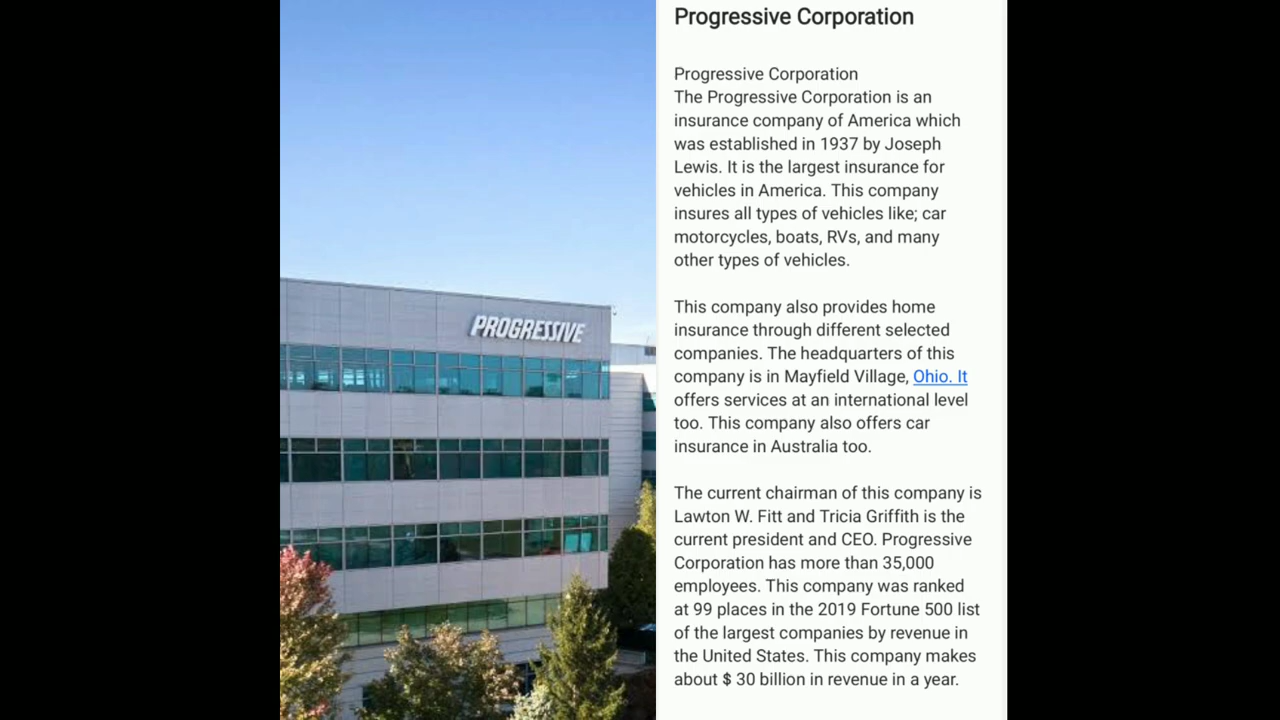 Progressive Corporation
Progressive Corporation
The Progressive Corporation is an
insurance company of America which
was established in 1937 by Joseph
Lewis. It is the largest insurance for
vehicles in America. This company
insures all types of vehicles like; car
motorcycles, boats, RVs, and many
other types of vehicles.
This company also provides home
insurance through different selected
companies. The headquarters of this
company is in Mayfield Village, Ohio. It
offers services at an international level
too. This company also offers car
insurance in Australia too.
The current chairman of this company is
Lawton W. Fitt and Tricia Griffith is the
current president and CEO. Progressive
Corporation has more than 35,000
employees. This company was ranked
at 99 places in the 2019 Fortune 500 list
of the largest companies by revenue in
the United States. This company makes
about $ 30 billion in revenue in a year.
PROGRESSIVE